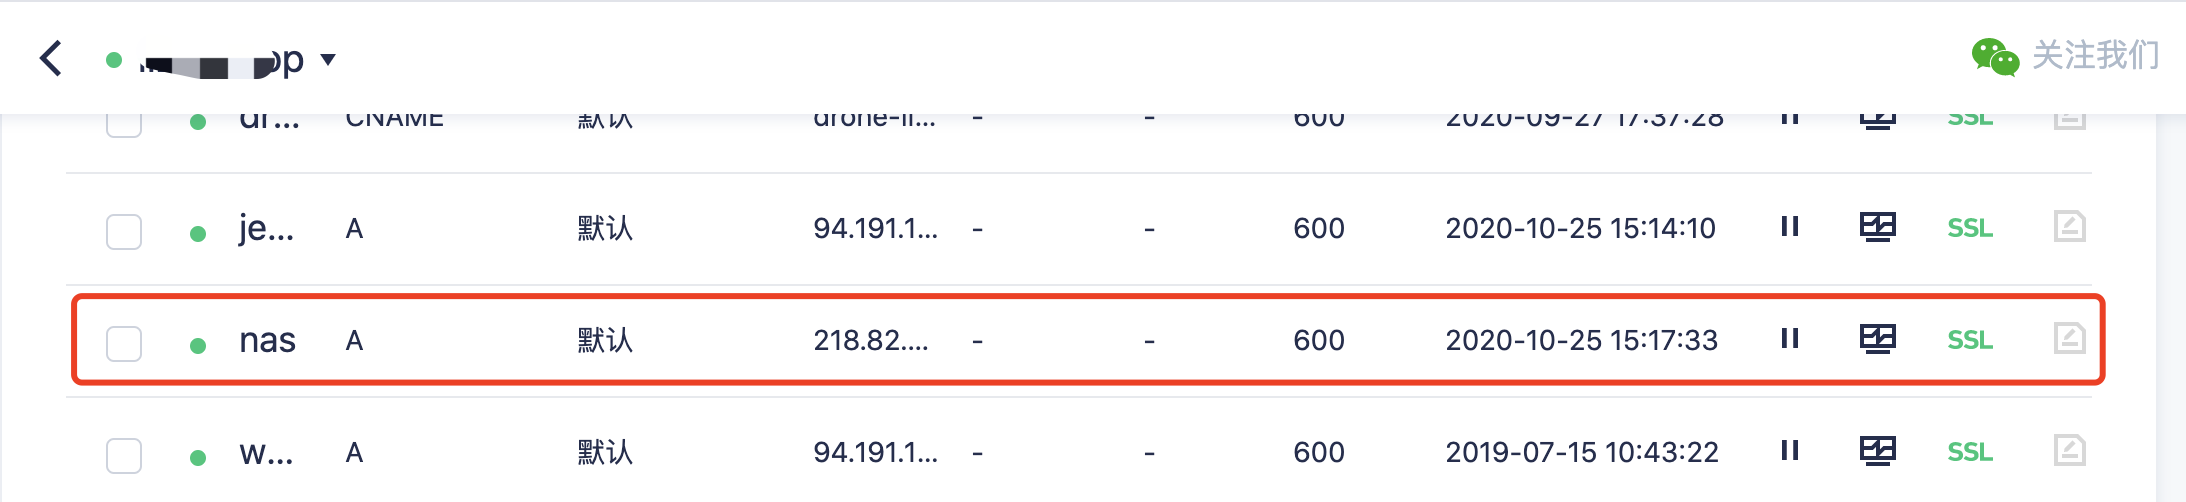 op 关注我们
dr... CNAME 默认 drone-ll... - - 600 2020-09-27 17:37:28 SSL
je... A 默认 94.191.1... - - 600 2020-10-25 15:14:10 SSL
nas A 默认 218.82.... - - 600 2020-10-25 15:17:33 SSL
w... A 默认 94.191.1... - - 600 2019-07-15 10:43:22 SSL